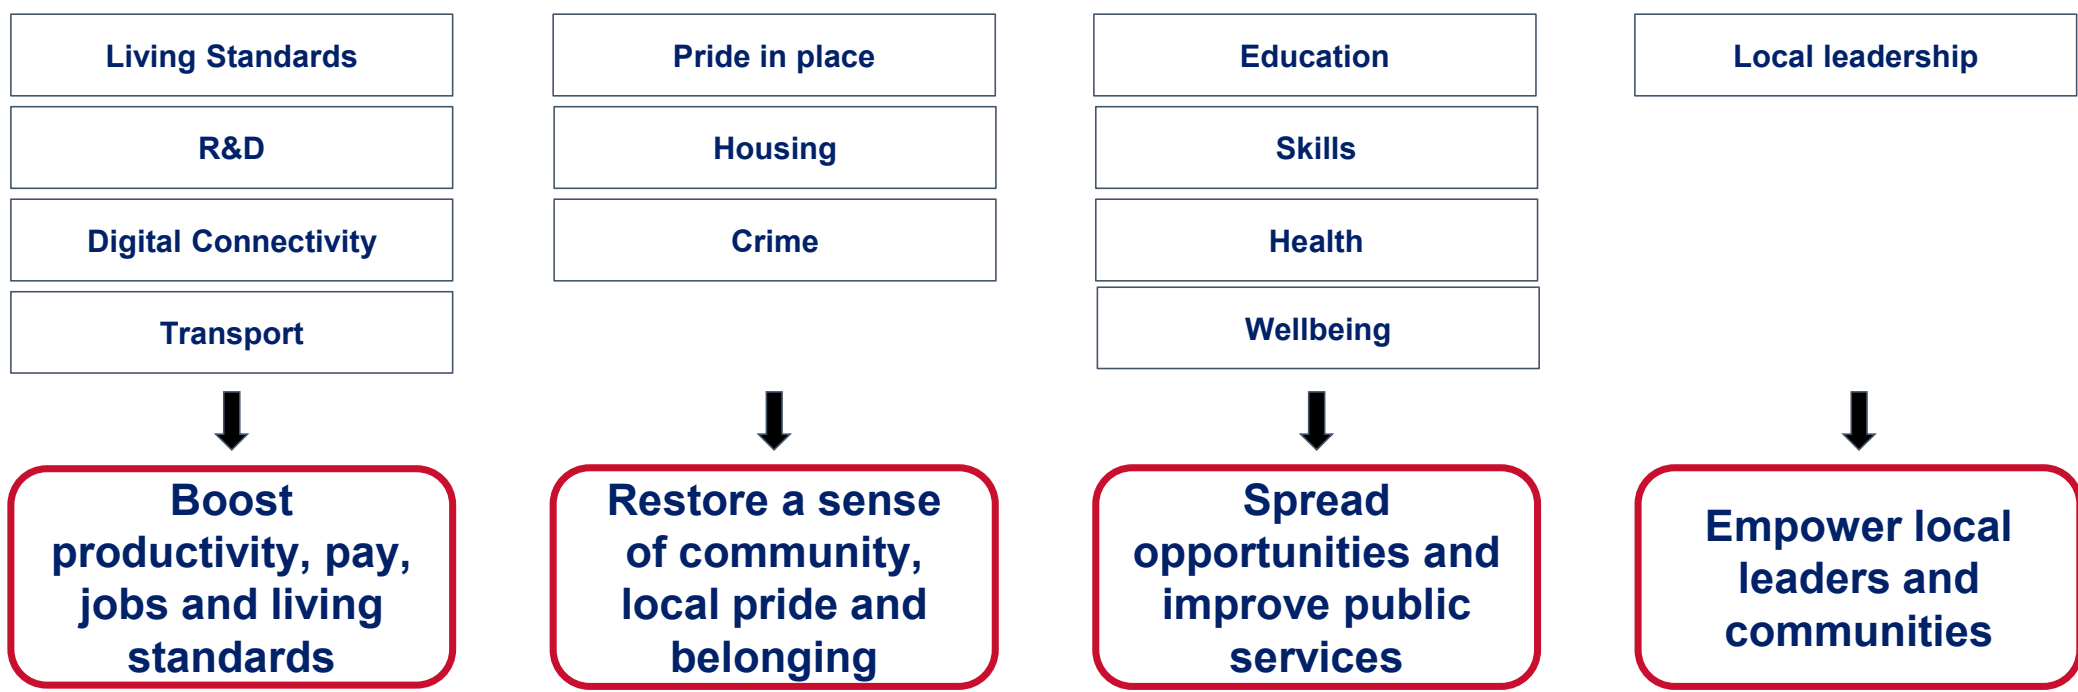 Living Standards
R&D
Digital Connectivity
Transport
Boost
productivity, pay,
jobs and living
standards
Pride in place
Housing
Crime
Restore a sense
of community,
local pride and
belonging
Education
Skills
Health
Wellbeing
Spread
opportunities and
improve public
services
Local leadership
Empower local
leaders and
communities